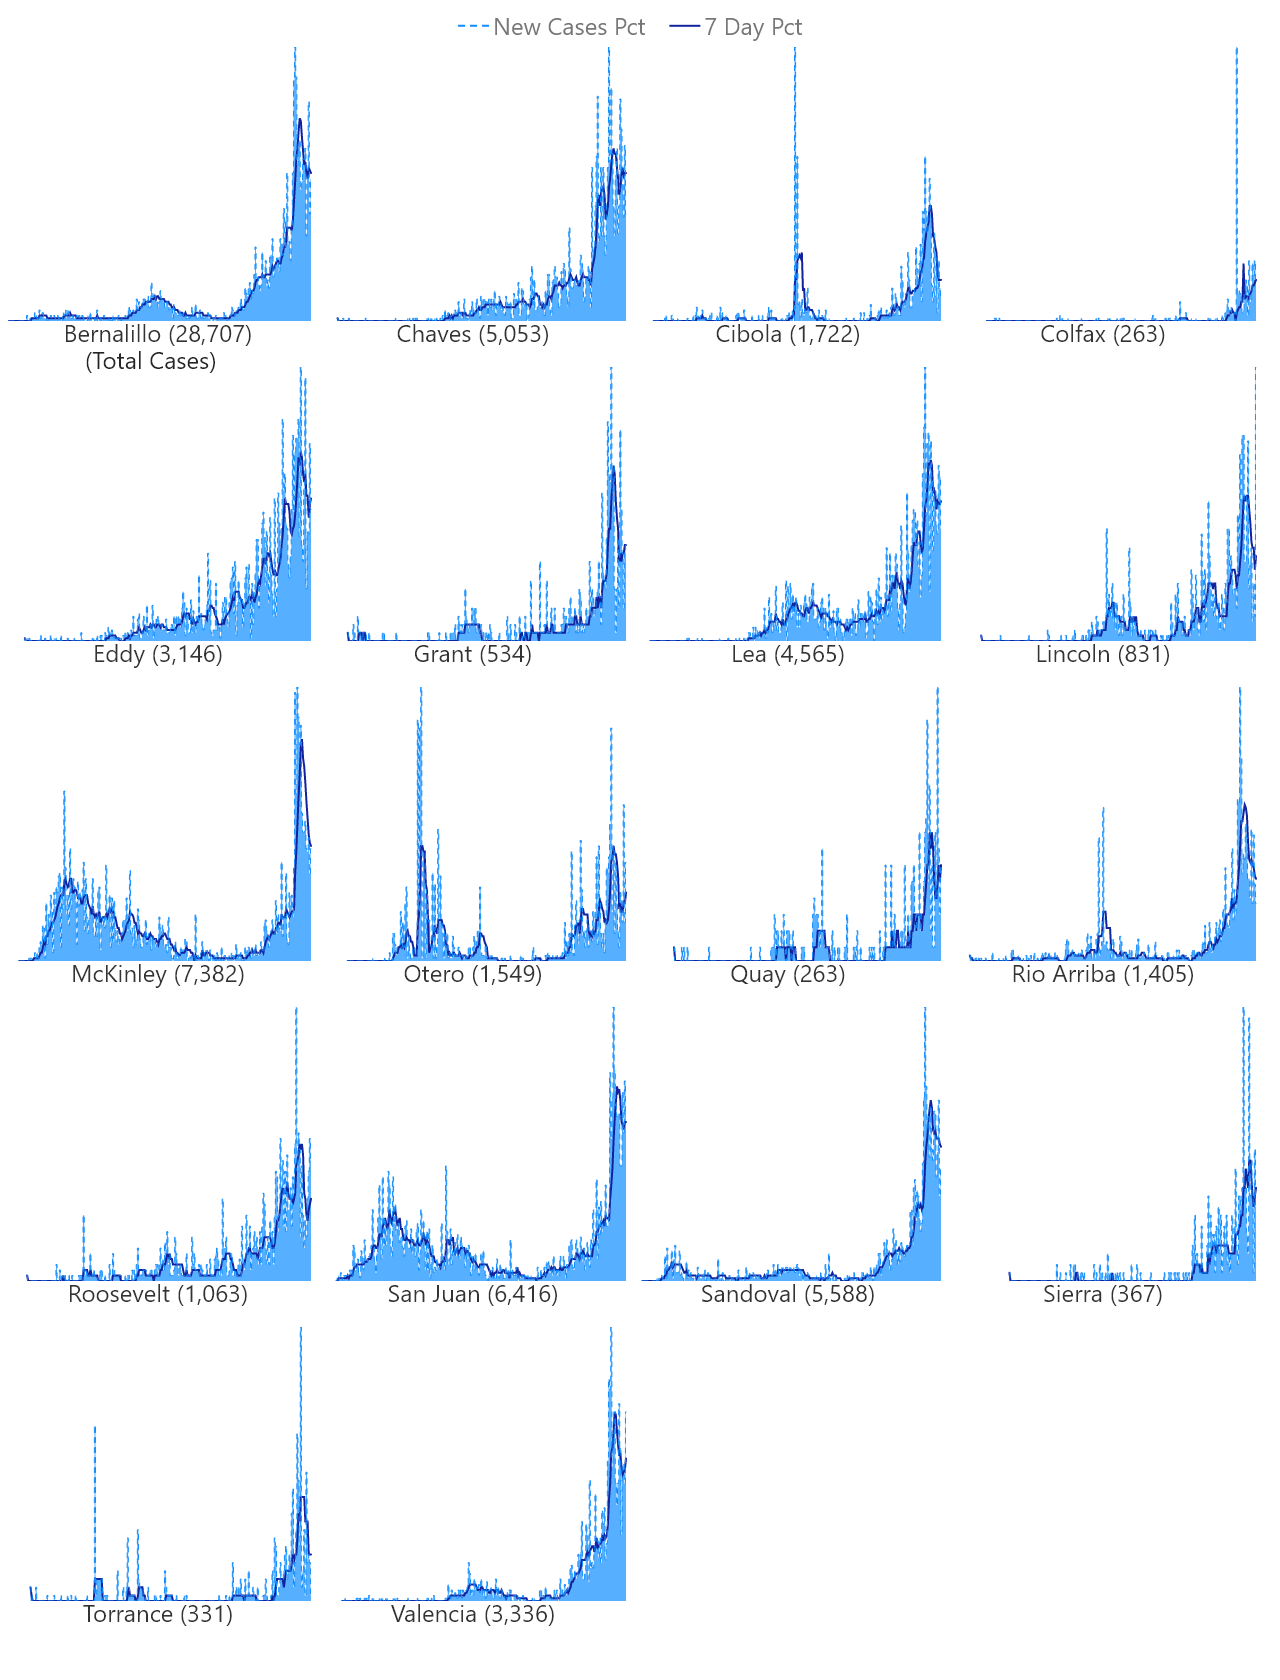 New Cases Pct 7 Day Pct
Bernalillo (28,707)
(Total Cases)
Chaves (5,053)
Cibola (1,722)
Colfax (263)
Eddy (3,146)
Grant (534)
Lea (4,565)
Lincoln (831)
McKinley (7,382)
Otero (1,549)
Quay (263)
Rio Arriba (1,405)
Roosevelt (1,063)
San Juan (6,416)
Sandoval (5,588)
Sierra (367)
Torrance (331)
Valencia (3,336)